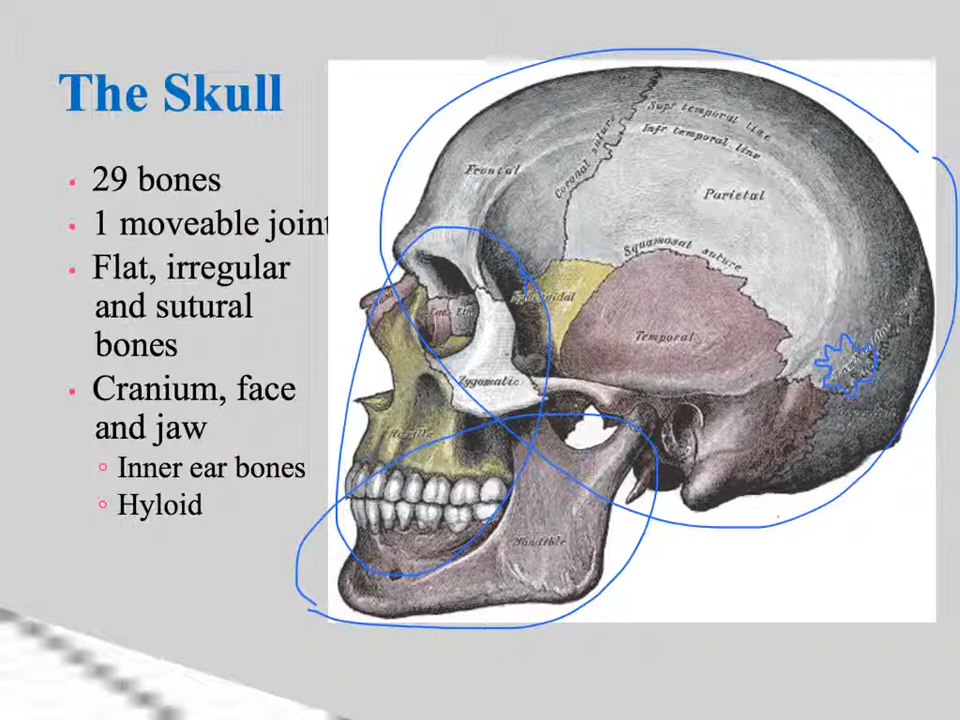 The Skull
29 bones
1 moveable joint
Flat, irregular
and sutural
bones
Cranium, face
and jaw
Inner ear bones
Hyloid
Frontal
Coronal suture
Supr temporal line
Infr temporal line
Parietal
Squamosal suture
Temporal
Zygomatic
Mandible